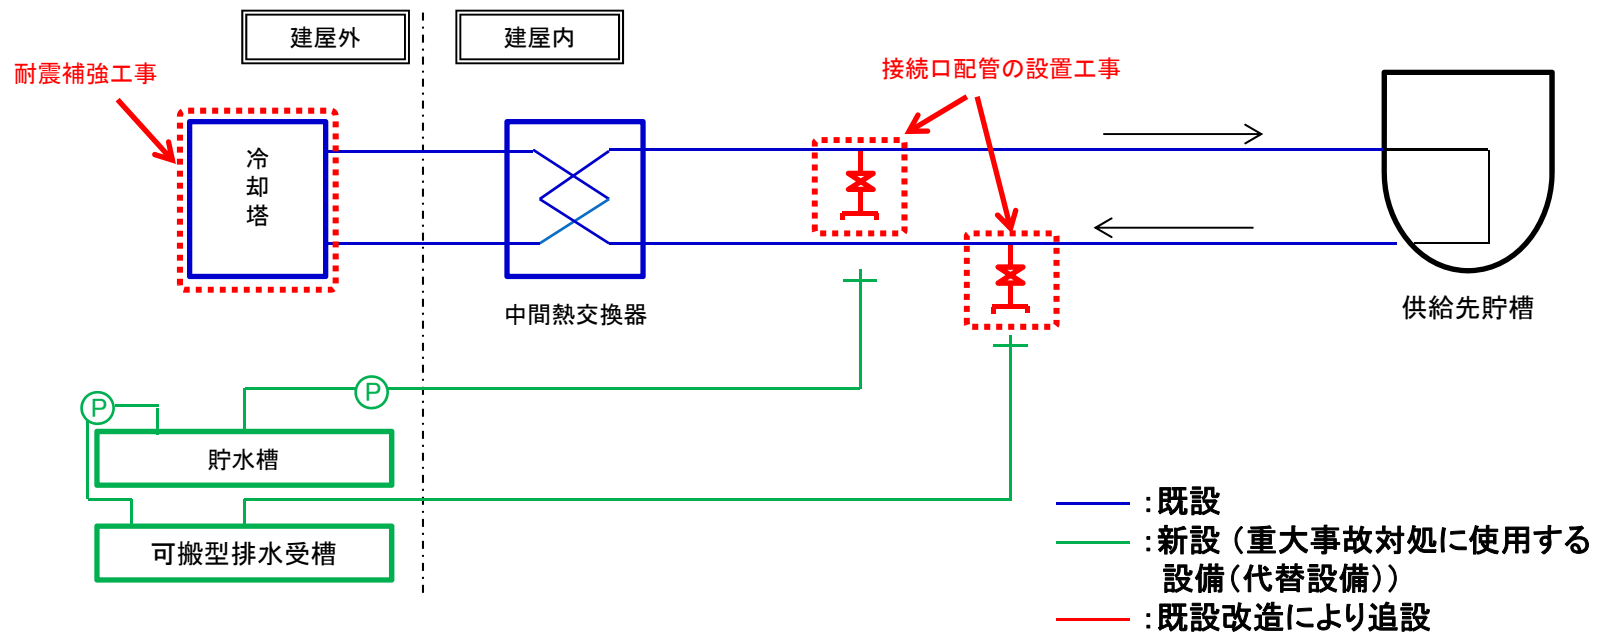 建屋外
建屋内
耐震補強工事
接続口配管の設置工事
冷
却
塔
中間熱交換器
供給先貯槽
P
P
貯水槽
可搬型排水受槽
：既設
：新設（重大事故対処に使用する
設備（代替設備））
：既設改造により追設